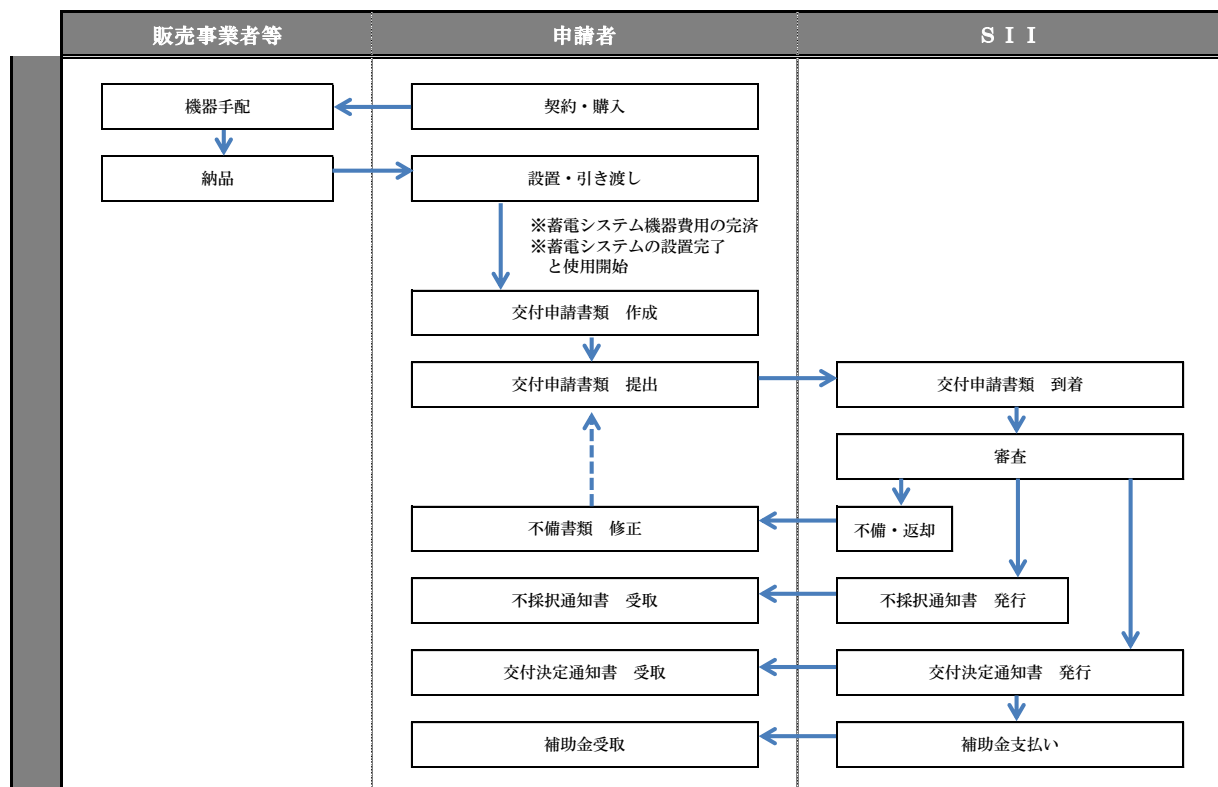 販売事業者等
申請者
ＳＩＩ
機器手配
契約・購入
納品
設置・引き渡し
※蓄電システム機器費用の完済
※蓄電システムの設置完了
と使用開始
交付申請書類　作成
交付申請書類　提出
交付申請書類　到着
審査
不備書類　修正
不備・返却
不採択通知書　受取
不採択通知書　発行
交付決定通知書　受取
交付決定通知書　発行
補助金受取
補助金支払い